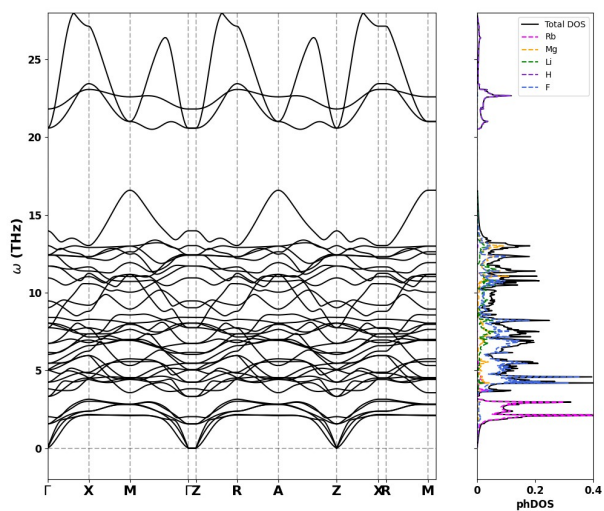 25
20
15
10
5
0
ω (THz)
Γ X M Γ Z R A Z X R M
Total DOS
Rb
Mg
Li
H
F
0 0.2 0.4
phDOS